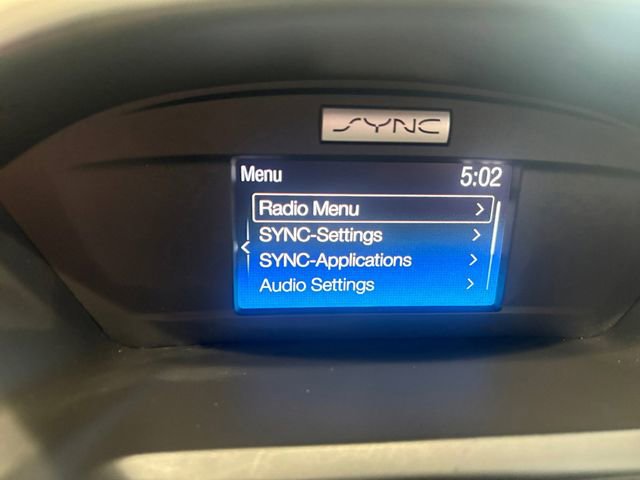 SYNC
Menu 5:02
Radio Menu >
SYNC-Settings >
SYNC-Applications >
Audio Settings >